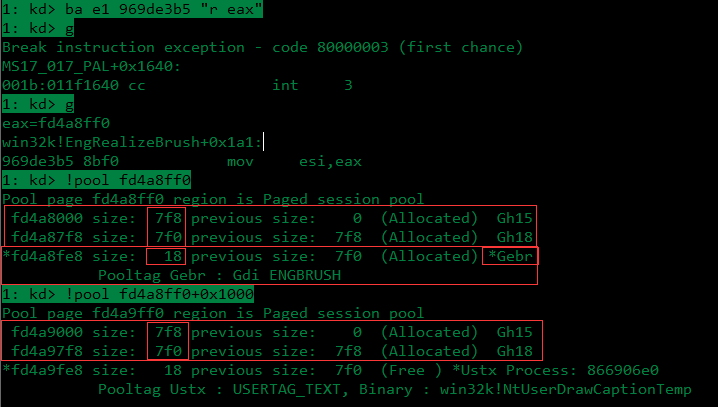 1: kd> ba e1 969de3b5 "r eax"
1: kd> g
Break instruction exception - code 80000003 (first chance)
MS17_017_PAL+0x1640:
001b:011f1640 cc              int     3
1: kd> g
eax=fd4a8ff0
win32k!EngRealizeBrush+0x1a1:
969de3b5 8bf0            mov     esi,eax
1: kd> !pool fd4a8ff0
Pool page fd4a8ff0 region is Paged session pool
 fd4a8000 size:  7f8 previous size:    0  (Allocated)  Gh15
 fd4a87f8 size:  7f0 previous size:  7f8  (Allocated)  Gh18
*fd4a8fe8 size:   18 previous size:  7f0  (Allocated) *Gebr
            Pooltag Gebr : Gdi ENGBRUSH
1: kd> !pool fd4a8ff0+0x1000
Pool page fd4a9ff0 region is Paged session pool
 fd4a9000 size:  7f8 previous size:    0  (Allocated)  Gh15
 fd4a97f8 size:  7f0 previous size:  7f8  (Allocated)  Gh18
*fd4a9fe8 size:   18 previous size:  7f0  (Free ) *Ustx Process: 866906e0
            Pooltag Ustx : USERTAG_TEXT, Binary : win32k!NtUserDrawCaptionTemp